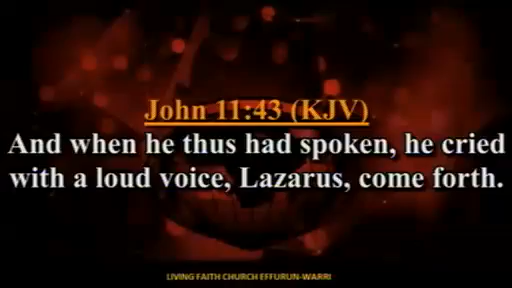 John 11:43 (KJV)
And when he thus had spoken, he cried
with a loud voice, Lazarus, come forth.
LIVING FAITH CHURCH EFFURUN-WARRI